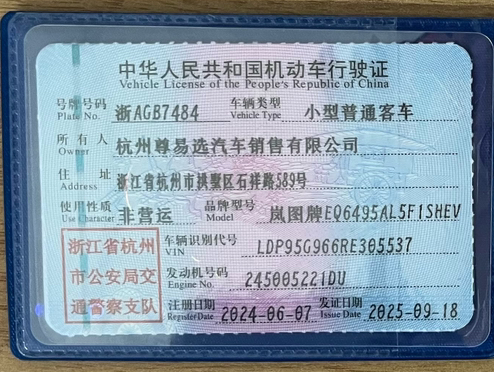 中华人民共和国机动车行驶证
Vehicle License of the People's Republic of China
号牌号码 浙AGB7484 车辆类型 小型普通客车
Plate No. Vehicle Type
所有人 杭州尊易选汽车销售有限公司
Owner
住址 浙江省杭州市拱墅区石祥路589号
Address
使用性质 非营运 品牌型号 岚图牌EQ6495AL5F1SHEV
Use Character Model
浙江省杭州市公安局交通警察支队
车辆识别代号 LDP95G966RE305537
VIN
发动机号码 245005221DU
Engine No.
注册日期 2024-06-07 发证日期 2025-09-18
Register Date Issue Date